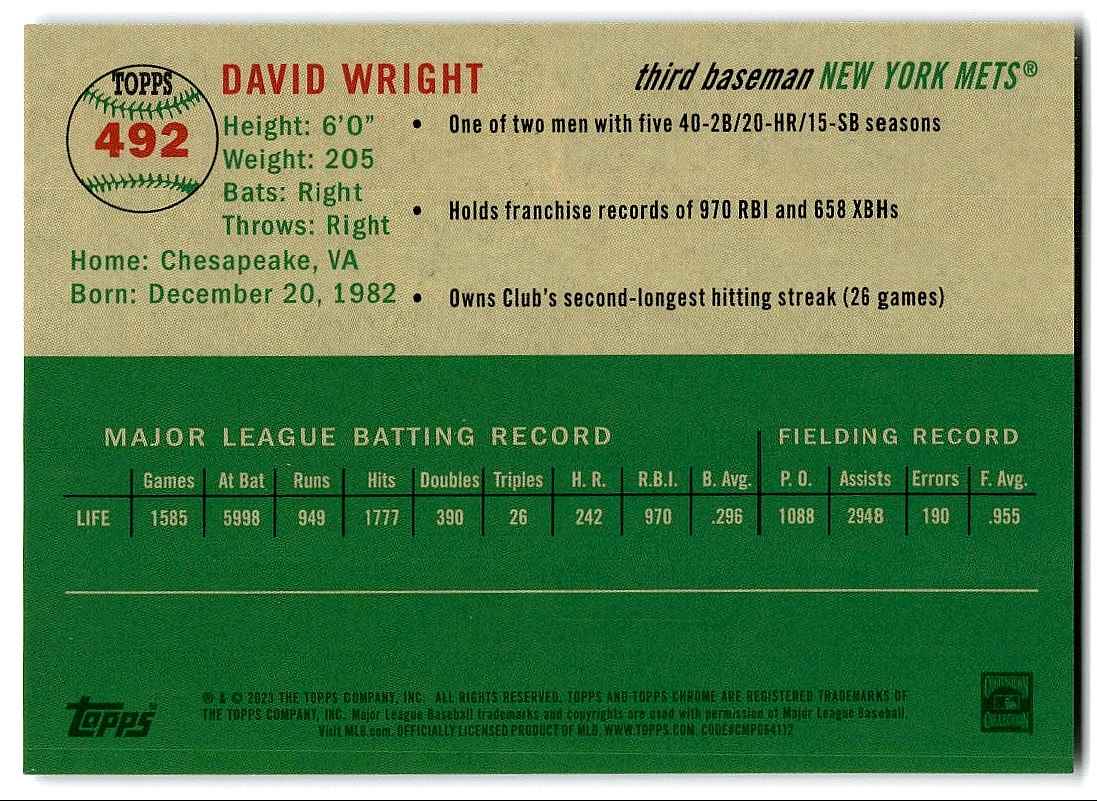 TOPPS
492
DAVID WRIGHT
third baseman NEW YORK METS®
Height: 6'0"
Weight: 205
Bats: Right
Throws: Right
Home: Chesapeake, VA
Born: December 20, 1982
• One of two men with five 40-2B/20-HR/15-SB seasons
• Holds franchise records of 970 RBI and 658 XBHs
• Owns Club's second-longest hitting streak (26 games)
MAJOR LEAGUE BATTING RECORD FIELDING RECORD
Games At Bat Runs Hits Doubles Triples H. R. R.B.I. B. Avg. P. O. Assists Errors F. Avg.
LIFE 1585 5998 949 1777 390 26 242 970 .296 1088 2948 190 .955
topps
® & © 2023 THE TOPPS COMPANY, INC. ALL RIGHTS RESERVED. TOPPS AND TOPPS CHROME ARE REGISTERED TRADEMARKS OF
THE TOPPS COMPANY, INC. Major League Baseball trademarks and copyrights are used with permission of Major League Baseball.
Visit MLB.com. OFFICIALLY LICENSED PRODUCT OF MLB. WWW.TOPPS.COM. CODE#CMP064112
COLLECTION